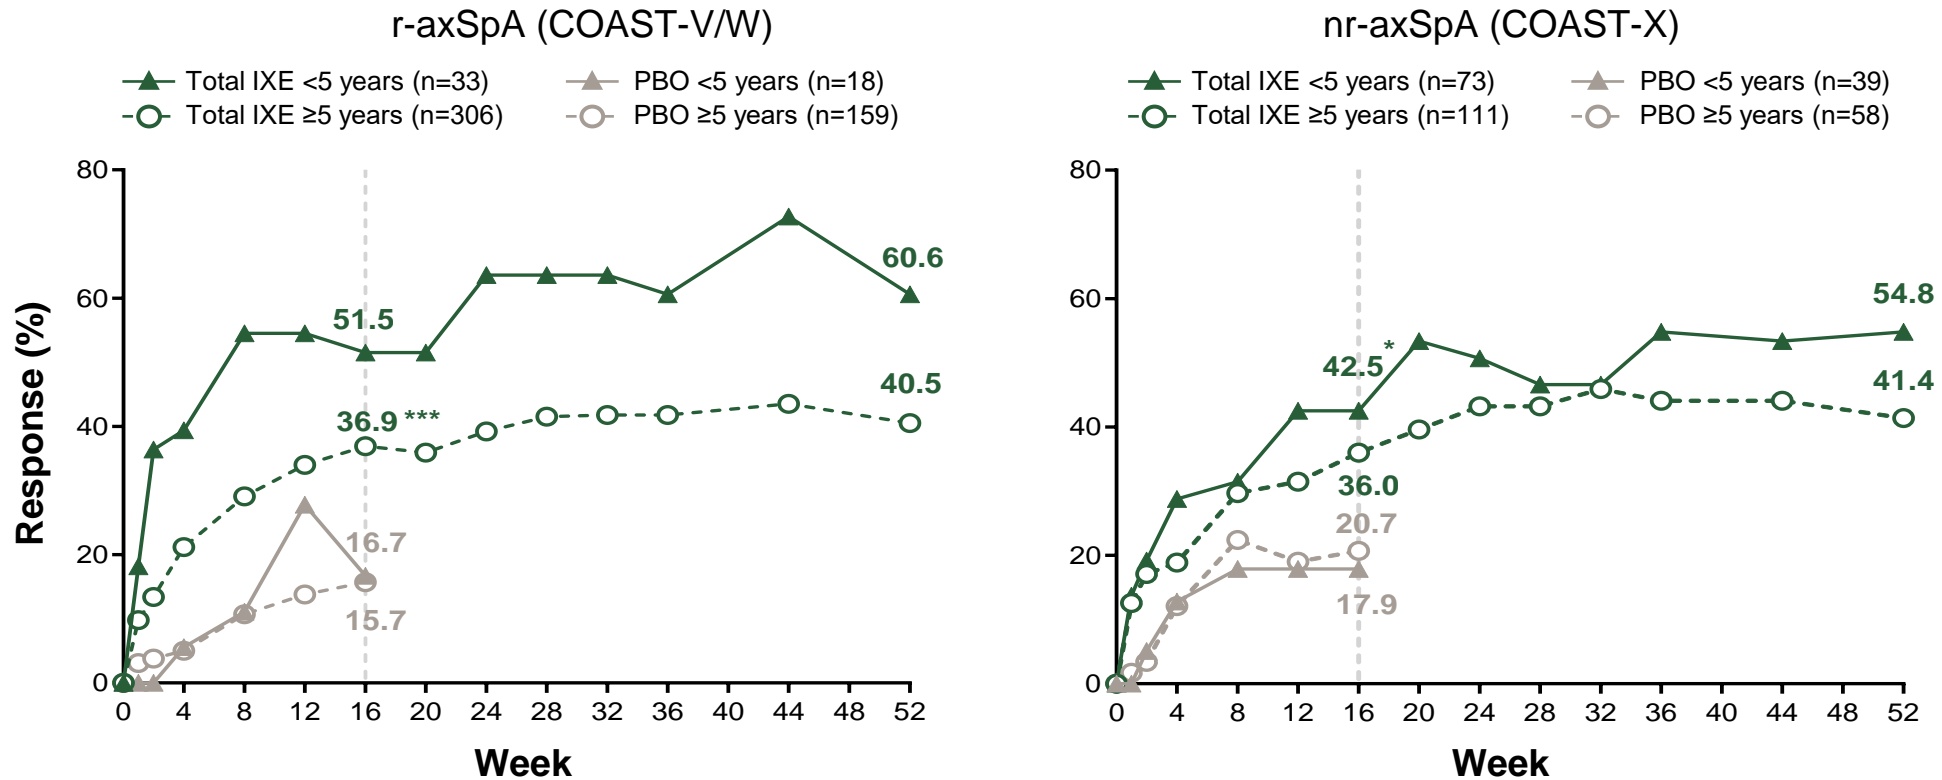 r-axSpA (COAST-V/W)
Total IXE <5 years (n=33)
PBO <5 years (n=18)
Total IXE ≥5 years (n=306)
PBO ≥5 years (n=159)
Response (%)
80
60
40
20
0
51.5
60.6
36.9 ***
40.5
16.7
15.7
0 4 8 12 16 20 24 28 32 36 40 44 48 52
Week
nr-axSpA (COAST-X)
Total IXE <5 years (n=73)
PBO <5 years (n=39)
Total IXE ≥5 years (n=111)
PBO ≥5 years (n=58)
80
60
40
20
0
42.5 *
54.8
41.4
36.0
20.7
17.9
0 4 8 12 16 20 24 28 32 36 40 44 48 52
Week